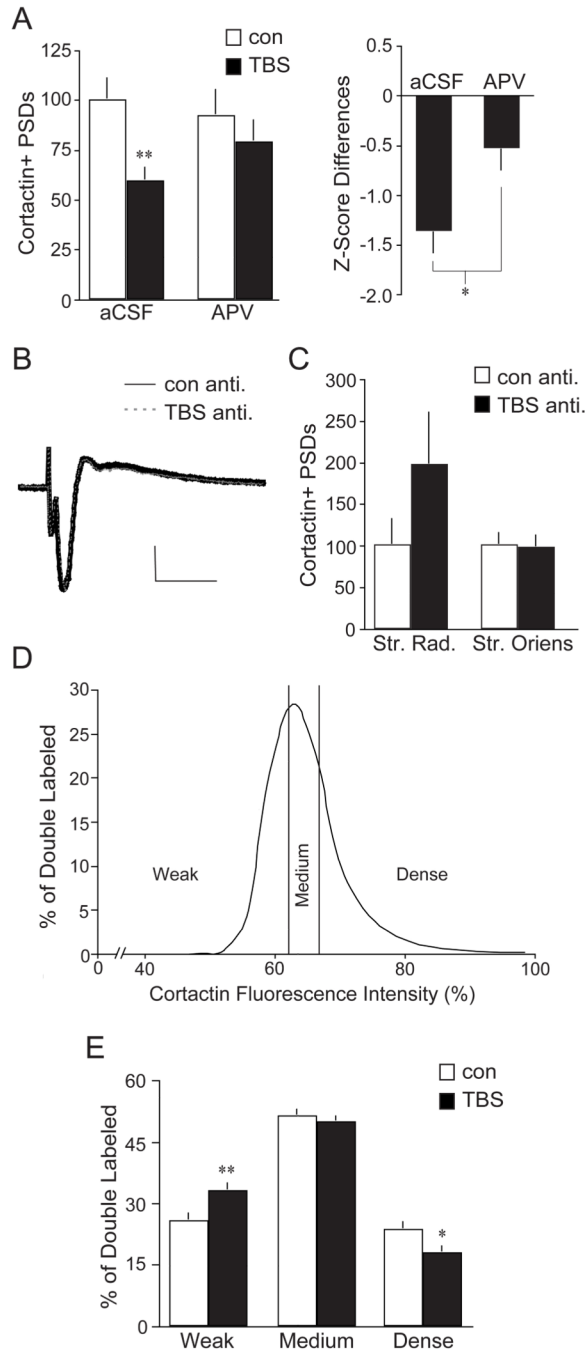 A
con
TBS
125
100
75
50
25
0
Cortactin+ PSDs
**
aCSF
APV
0.5
0
-0.5
-1.0
-1.5
-2.0
Z-Score Differences
aCSF
APV
*
B
con anti.
TBS anti.
C
con anti.
TBS anti.
300
250
200
150
100
50
0
Cortactin+ PSDs
Str. Rad.
Str. Oriens
D
30
25
20
15
10
5
0
% of Double Labeled
Weak
Medium
Dense
0
40
60
80
100
Cortactin Fluorescence Intensity (%)
E
con
TBS
60
45
30
15
0
% of Double Labeled
**
*
Weak
Medium
Dense